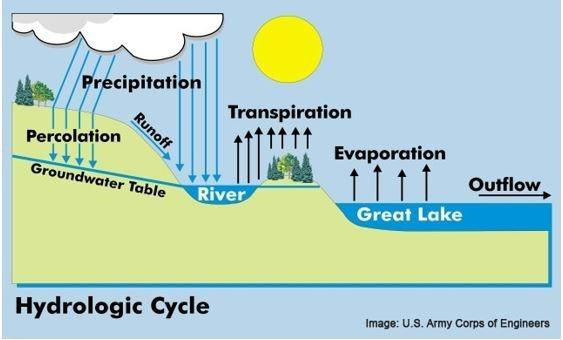 Precipitation
Transpiration
Percolation
Runoff
Evaporation
Groundwater Table
River
Outflow
Great Lake
Hydrologic Cycle
Image: U.S. Army Corps of Engineers